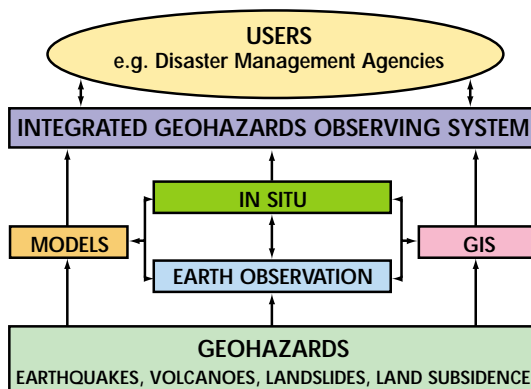 USERS
e.g. Disaster Management Agencies
INTEGRATED GEOHAZARDS OBSERVING SYSTEM
IN SITU
MODELS
GIS
EARTH OBSERVATION
GEOHAZARDS
EARTHQUAKES, VOLCANOES, LANDSLIDES, LAND SUBSIDENCE